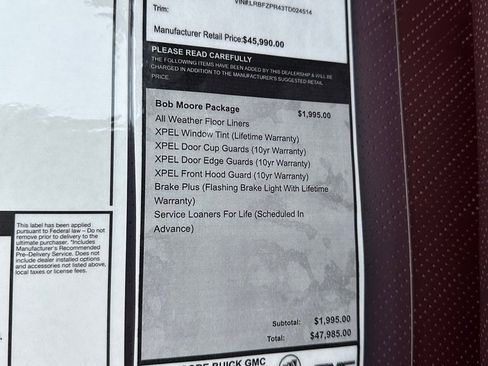 VIN#LRBFZPR43TD024514
Trim:
Manufacturer Retail Price:$45,990.00
PLEASE READ CAREFULLY
THE FOLLOWING ITEMS HAVE BEEN ADDED BY THIS DEALERSHIP & WILL BE
CHARGED IN ADDITION TO THE MANUFACTURER'S SUGGESTED RETAIL
PRICE.
Bob Moore Package $1,995.00
All Weather Floor Liners
XPEL Window Tint (Lifetime Warranty)
XPEL Door Cup Guards (10yr Warranty)
XPEL Door Edge Guards (10yr Warranty)
XPEL Front Hood Guard (10yr Warranty)
Brake Plus (Flashing Brake Light With Lifetime
Warranty)
Service Loaners For Life (Scheduled In
Advance)
Subtotal: $1,995.00
Total: $47,985.00
BUICK GMC
This label has been applied
pursuant to Federal law – Do not
remove prior to delivery to the
ultimate purchaser. *Includes
Manufacturer's Recommended
Pre-Delivery Service. Does not
include dealer installed options
and accessories not listed above,
local taxes or license fees.